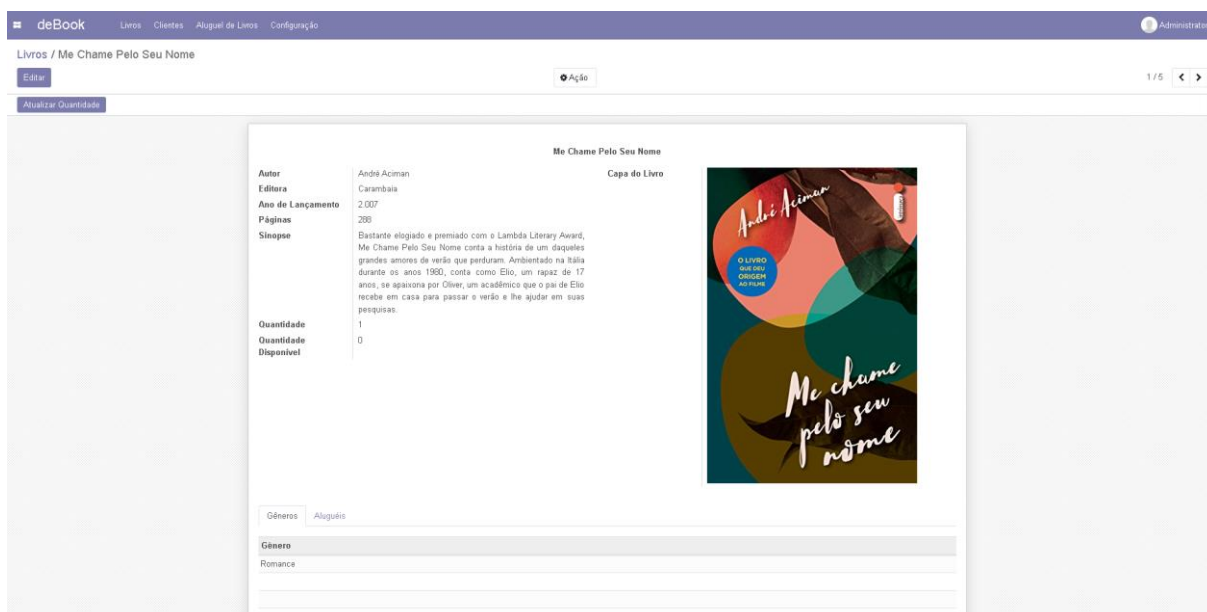 deBook Livros Clientes Aluguel de Livros Configuração Administrator
Livros / Me Chame Pelo Seu Nome
Editar Ação 1 / 5
Atualizar Quantidade
Me Chame Pelo Seu Nome
Autor André Aciman Capa do Livro
Editora Carambaia
Ano de Lançamento 2.007
Páginas 288
Sinopse Bastante elogiado e premiado com o Lambda Literary Award,
Me Chame Pelo Seu Nome conta a história de um daqueles
grandes amores de verão que perduram. Ambientado na Itália
durante os anos 1980, conta como Elio, um rapaz de 17
anos, se apaixona por Oliver, um acadêmico que o pai de Elio
recebe em casa para passar o verão e lhe ajudar em suas
pesquisas.
Quantidade 1
Quantidade 0
Disponível
André Aciman
O LIVRO
QUE DEU
ORIGEM
AO FILME
Me chame
pelo seu
nome
Gêneros Aluguéis
Gênero
Romance